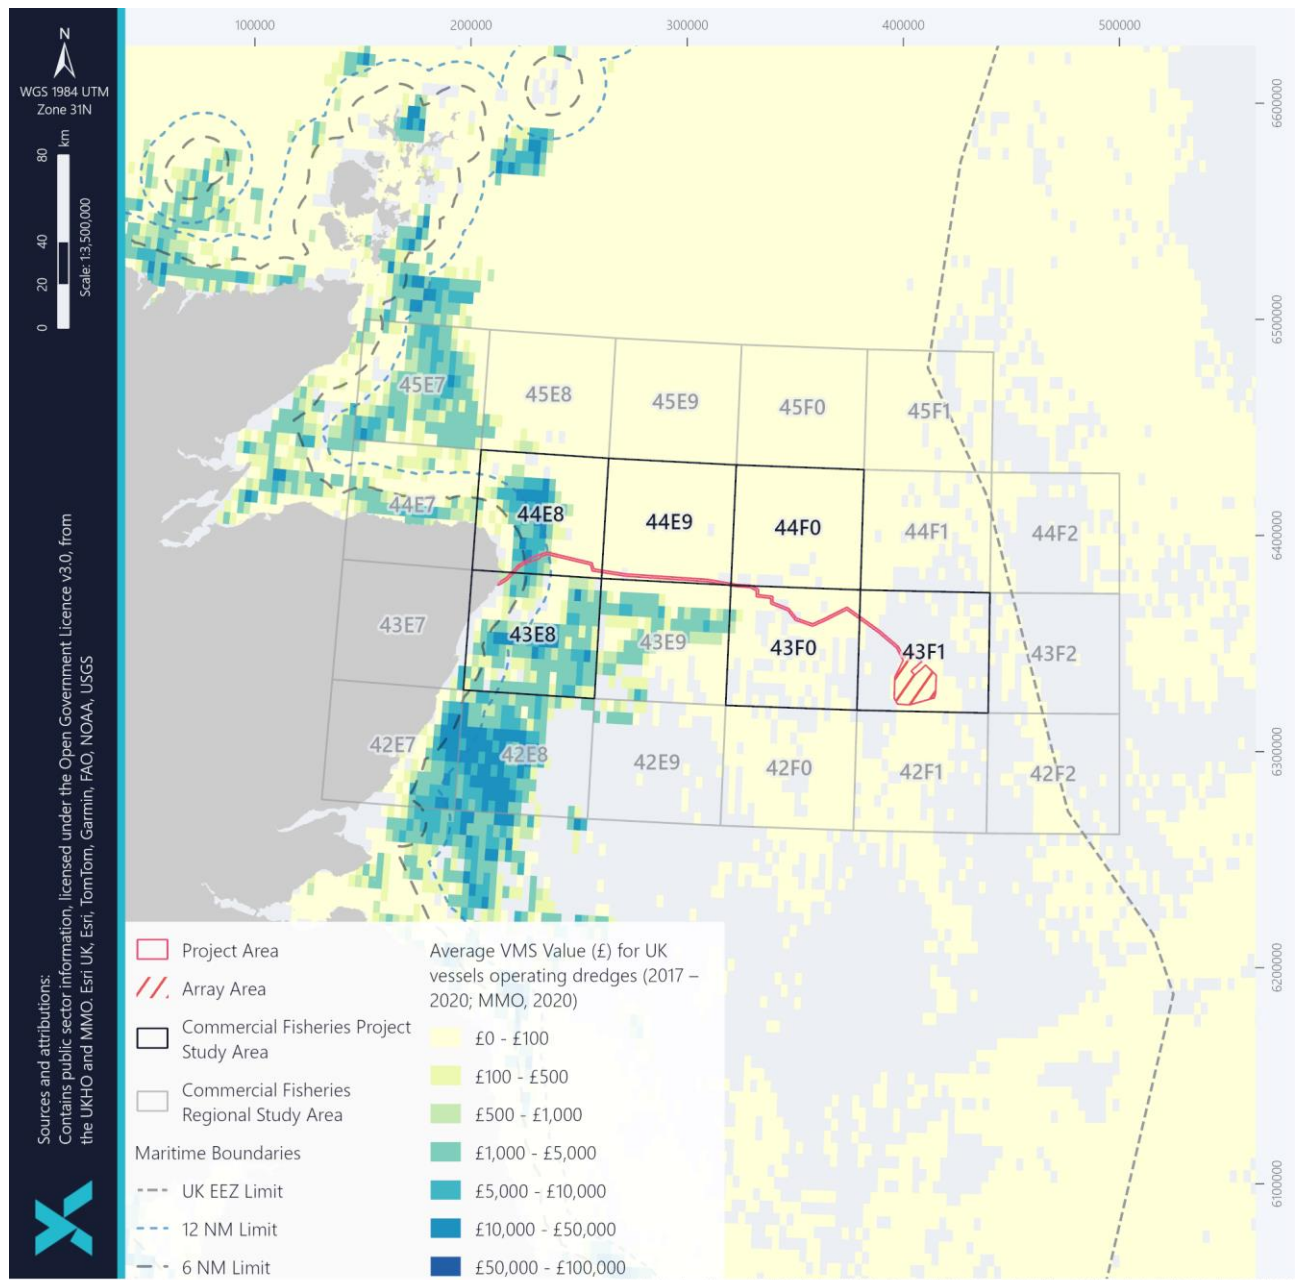 N
WGS 1984 UTM
Zone 31N
0 20 40 80
km
Scale: 1:3,500,000
Sources and attributions:
Contains public sector information, licensed under the Open Government Licence v3.0, from
the UKHO and MMO. Esri UK, Esri, TomTom, Garmin, FAO, NOAA, USGS
100000 200000 300000 400000 500000
6600000
6500000
6400000
6300000
6200000
6100000
45E7 45E8 45E9 45F0 45F1
44E7 44E8 44E9 44F0 44F1 44F2
43E7 43E8 43E9 43F0 43F1 43F2
42E7 42E8 42E9 42F0 42F1 42F2
Project Area
Array Area
Commercial Fisheries Project
Study Area
Commercial Fisheries
Regional Study Area
Maritime Boundaries
UK EEZ Limit
12 NM Limit
6 NM Limit
Average VMS Value (£) for UK
vessels operating dredges (2017 –
2020; MMO, 2020)
£0 - £100
£100 - £500
£500 - £1,000
£1,000 - £5,000
£5,000 - £10,000
£10,000 - £50,000
£50,000 - £100,000